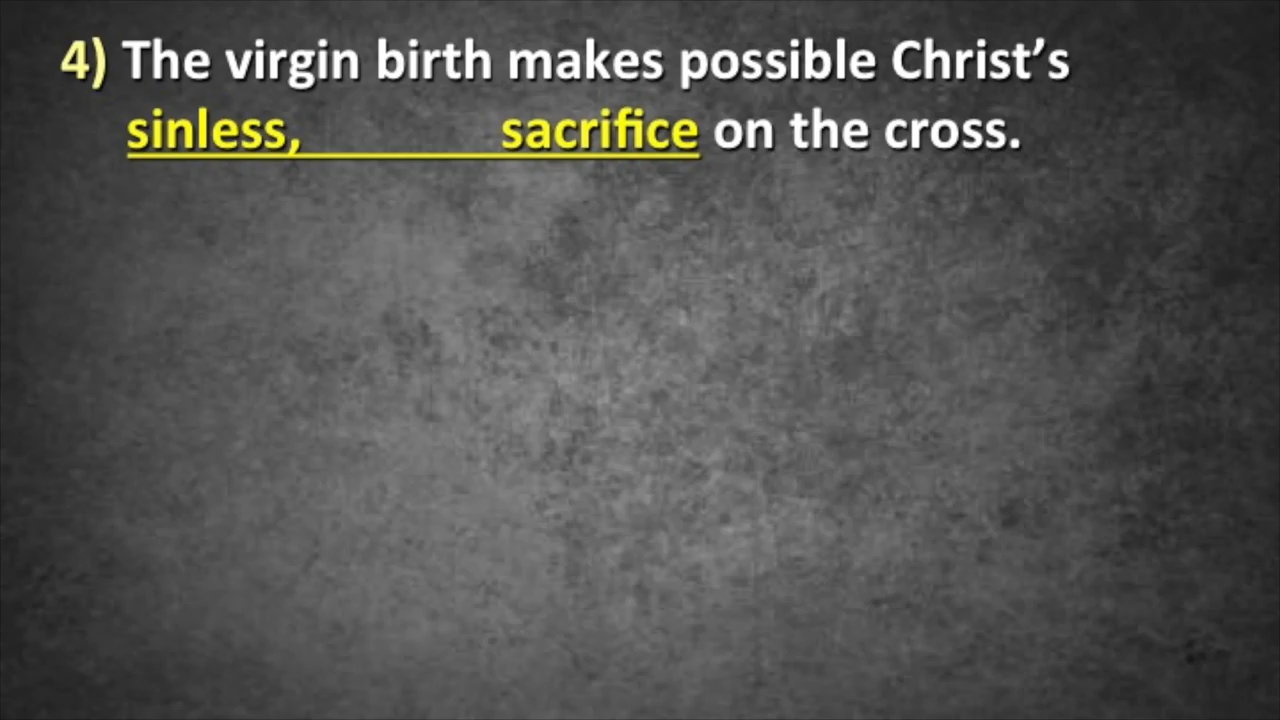 4) The virgin birth makes possible Christ’s
sinless, sacrifice on the cross.